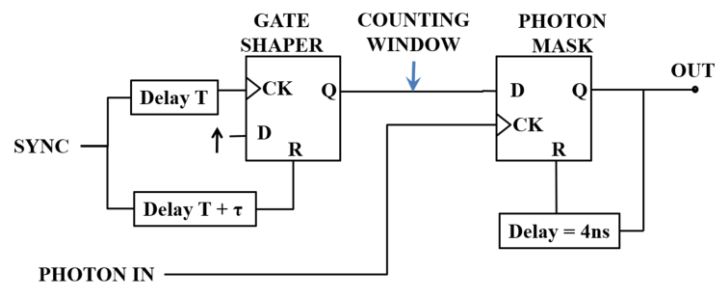 GATE
SHAPER
COUNTING
WINDOW
PHOTON
MASK
OUT
Delay T
CK
Q
D
Q
D
CK
SYNC
R
R
Delay T + τ
Delay = 4ns
PHOTON IN